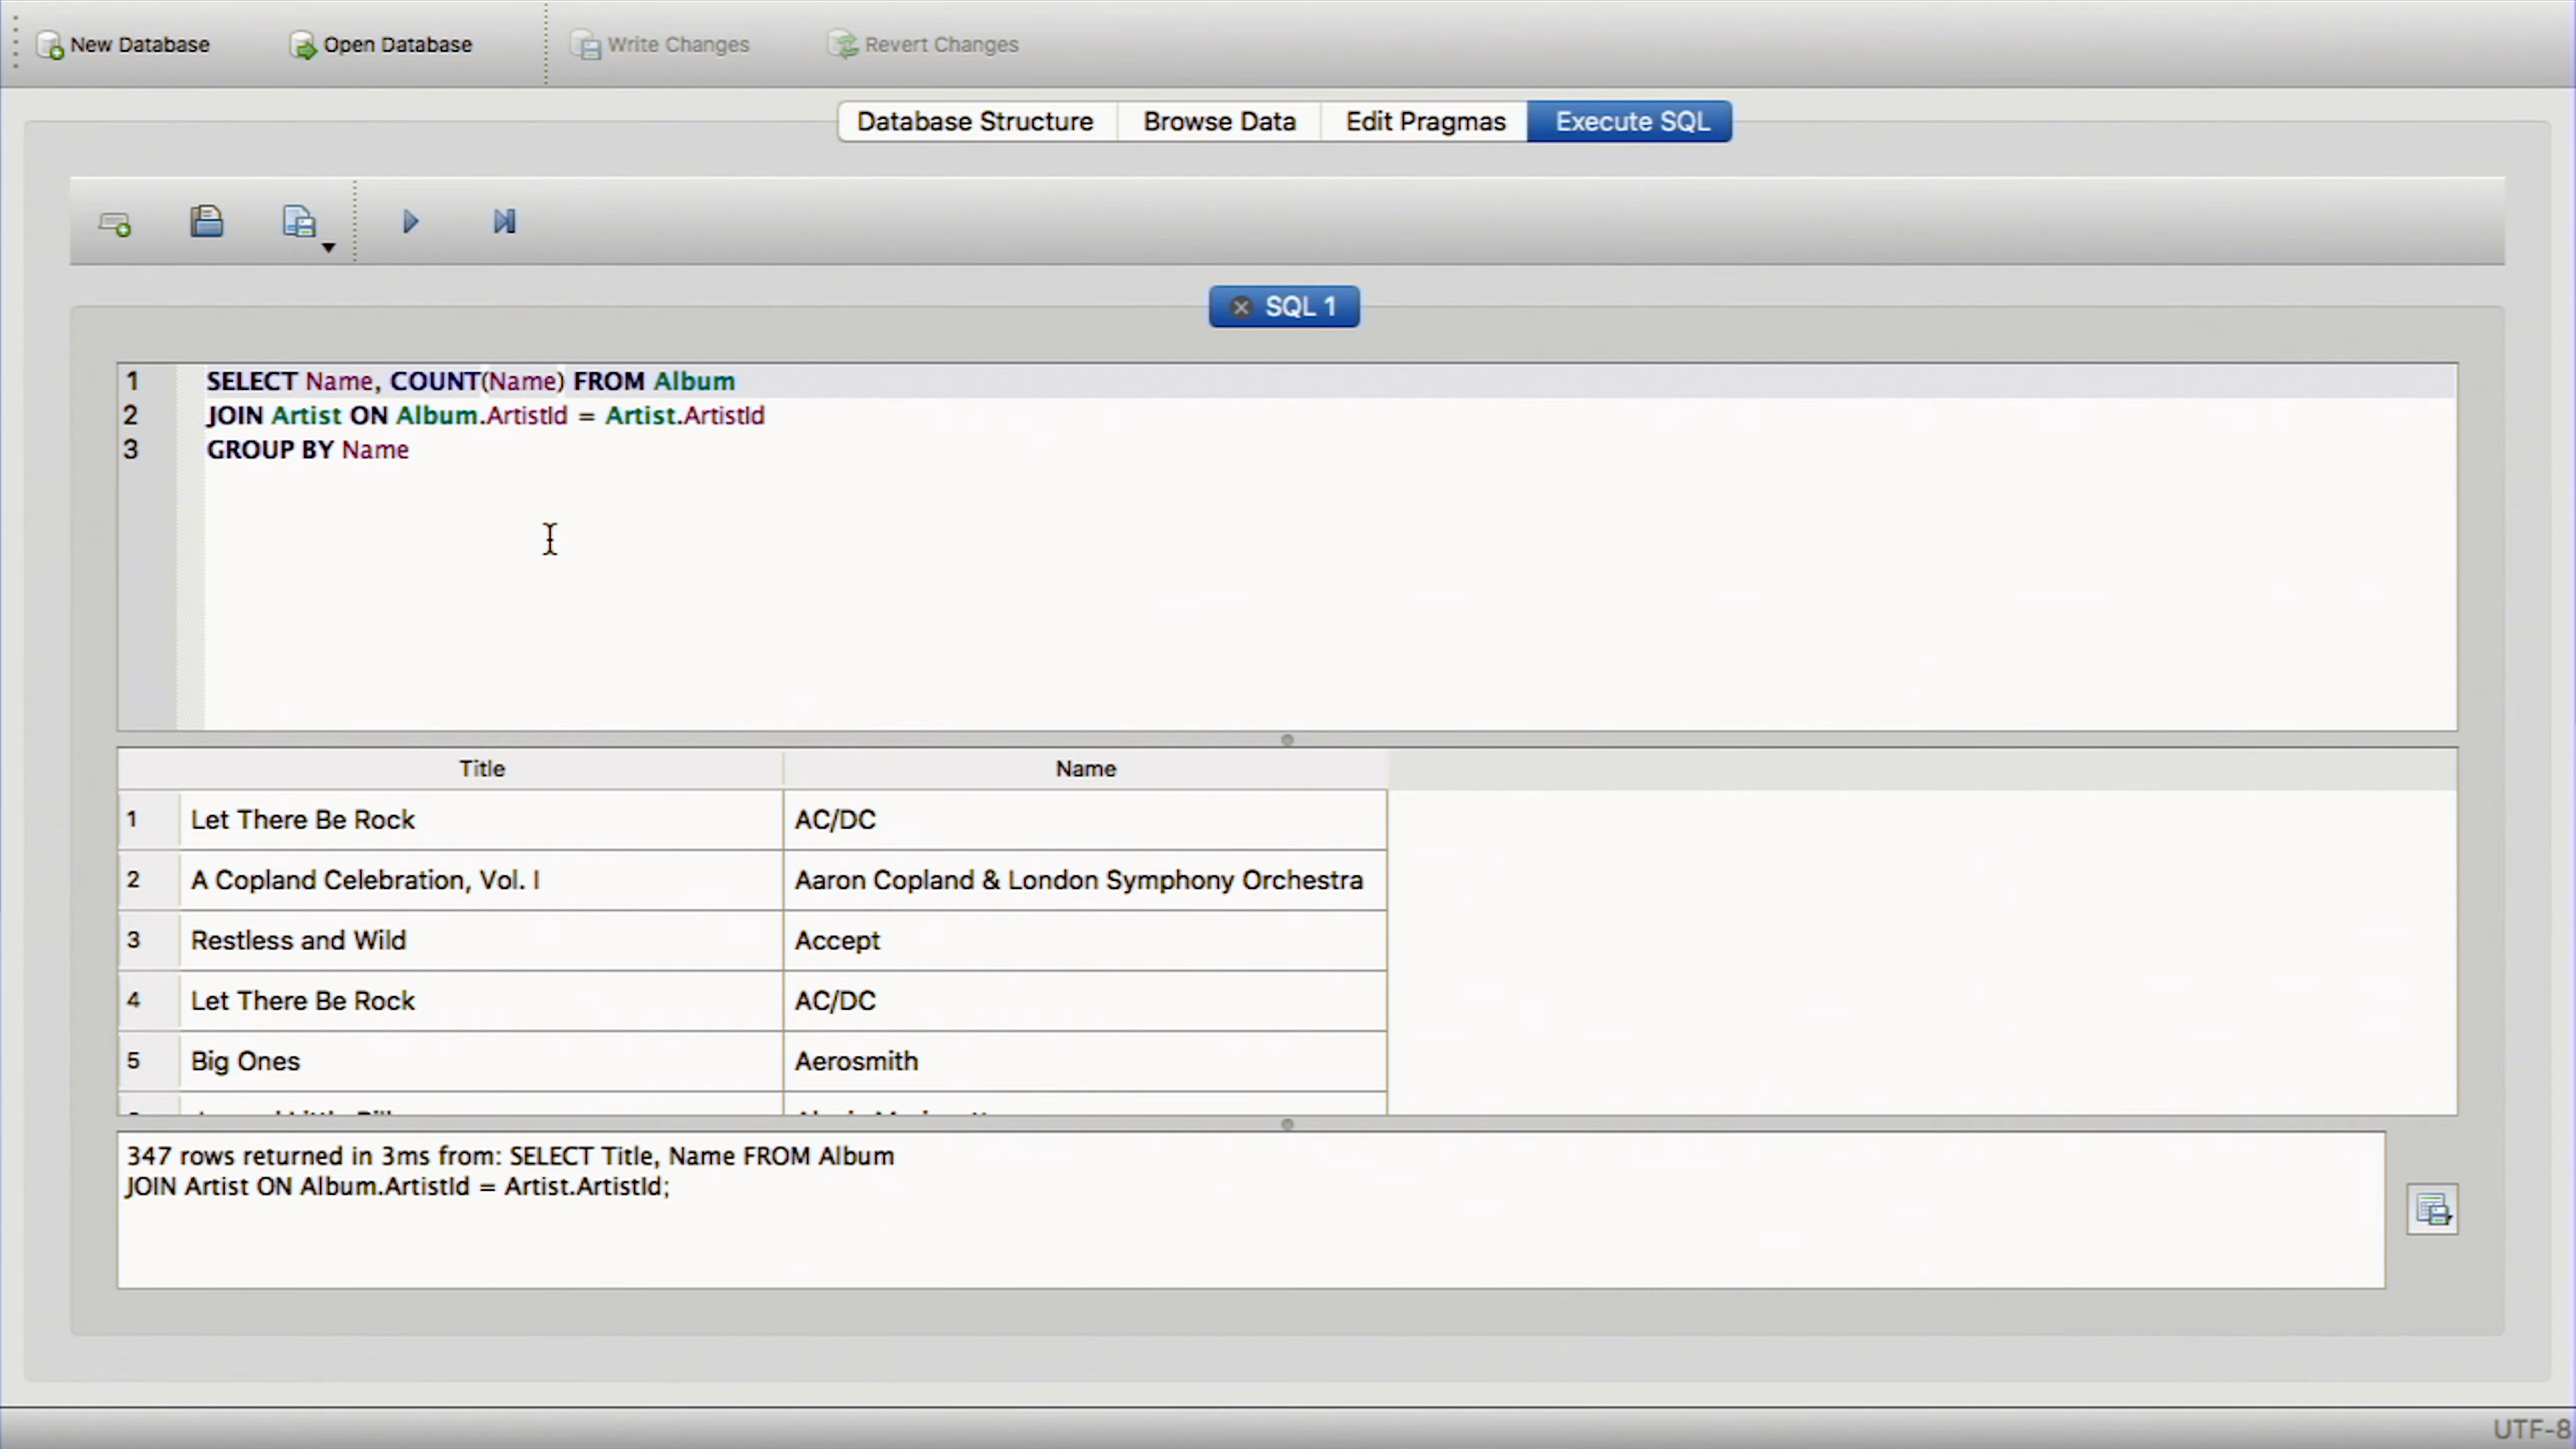 New Database Open Database Write Changes Revert Changes
Database Structure Browse Data Edit Pragmas Execute SQL
SQL 1
1 SELECT Name, COUNT(Name) FROM Album
2 JOIN Artist ON Album.ArtistId = Artist.ArtistId
3 GROUP BY Name
Title Name
1 Let There Be Rock AC/DC
2 A Copland Celebration, Vol. I Aaron Copland & London Symphony Orchestra
3 Restless and Wild Accept
4 Let There Be Rock AC/DC
5 Big Ones Aerosmith
347 rows returned in 3ms from: SELECT Title, Name FROM Album
JOIN Artist ON Album.ArtistId = Artist.ArtistId;
UTF-8